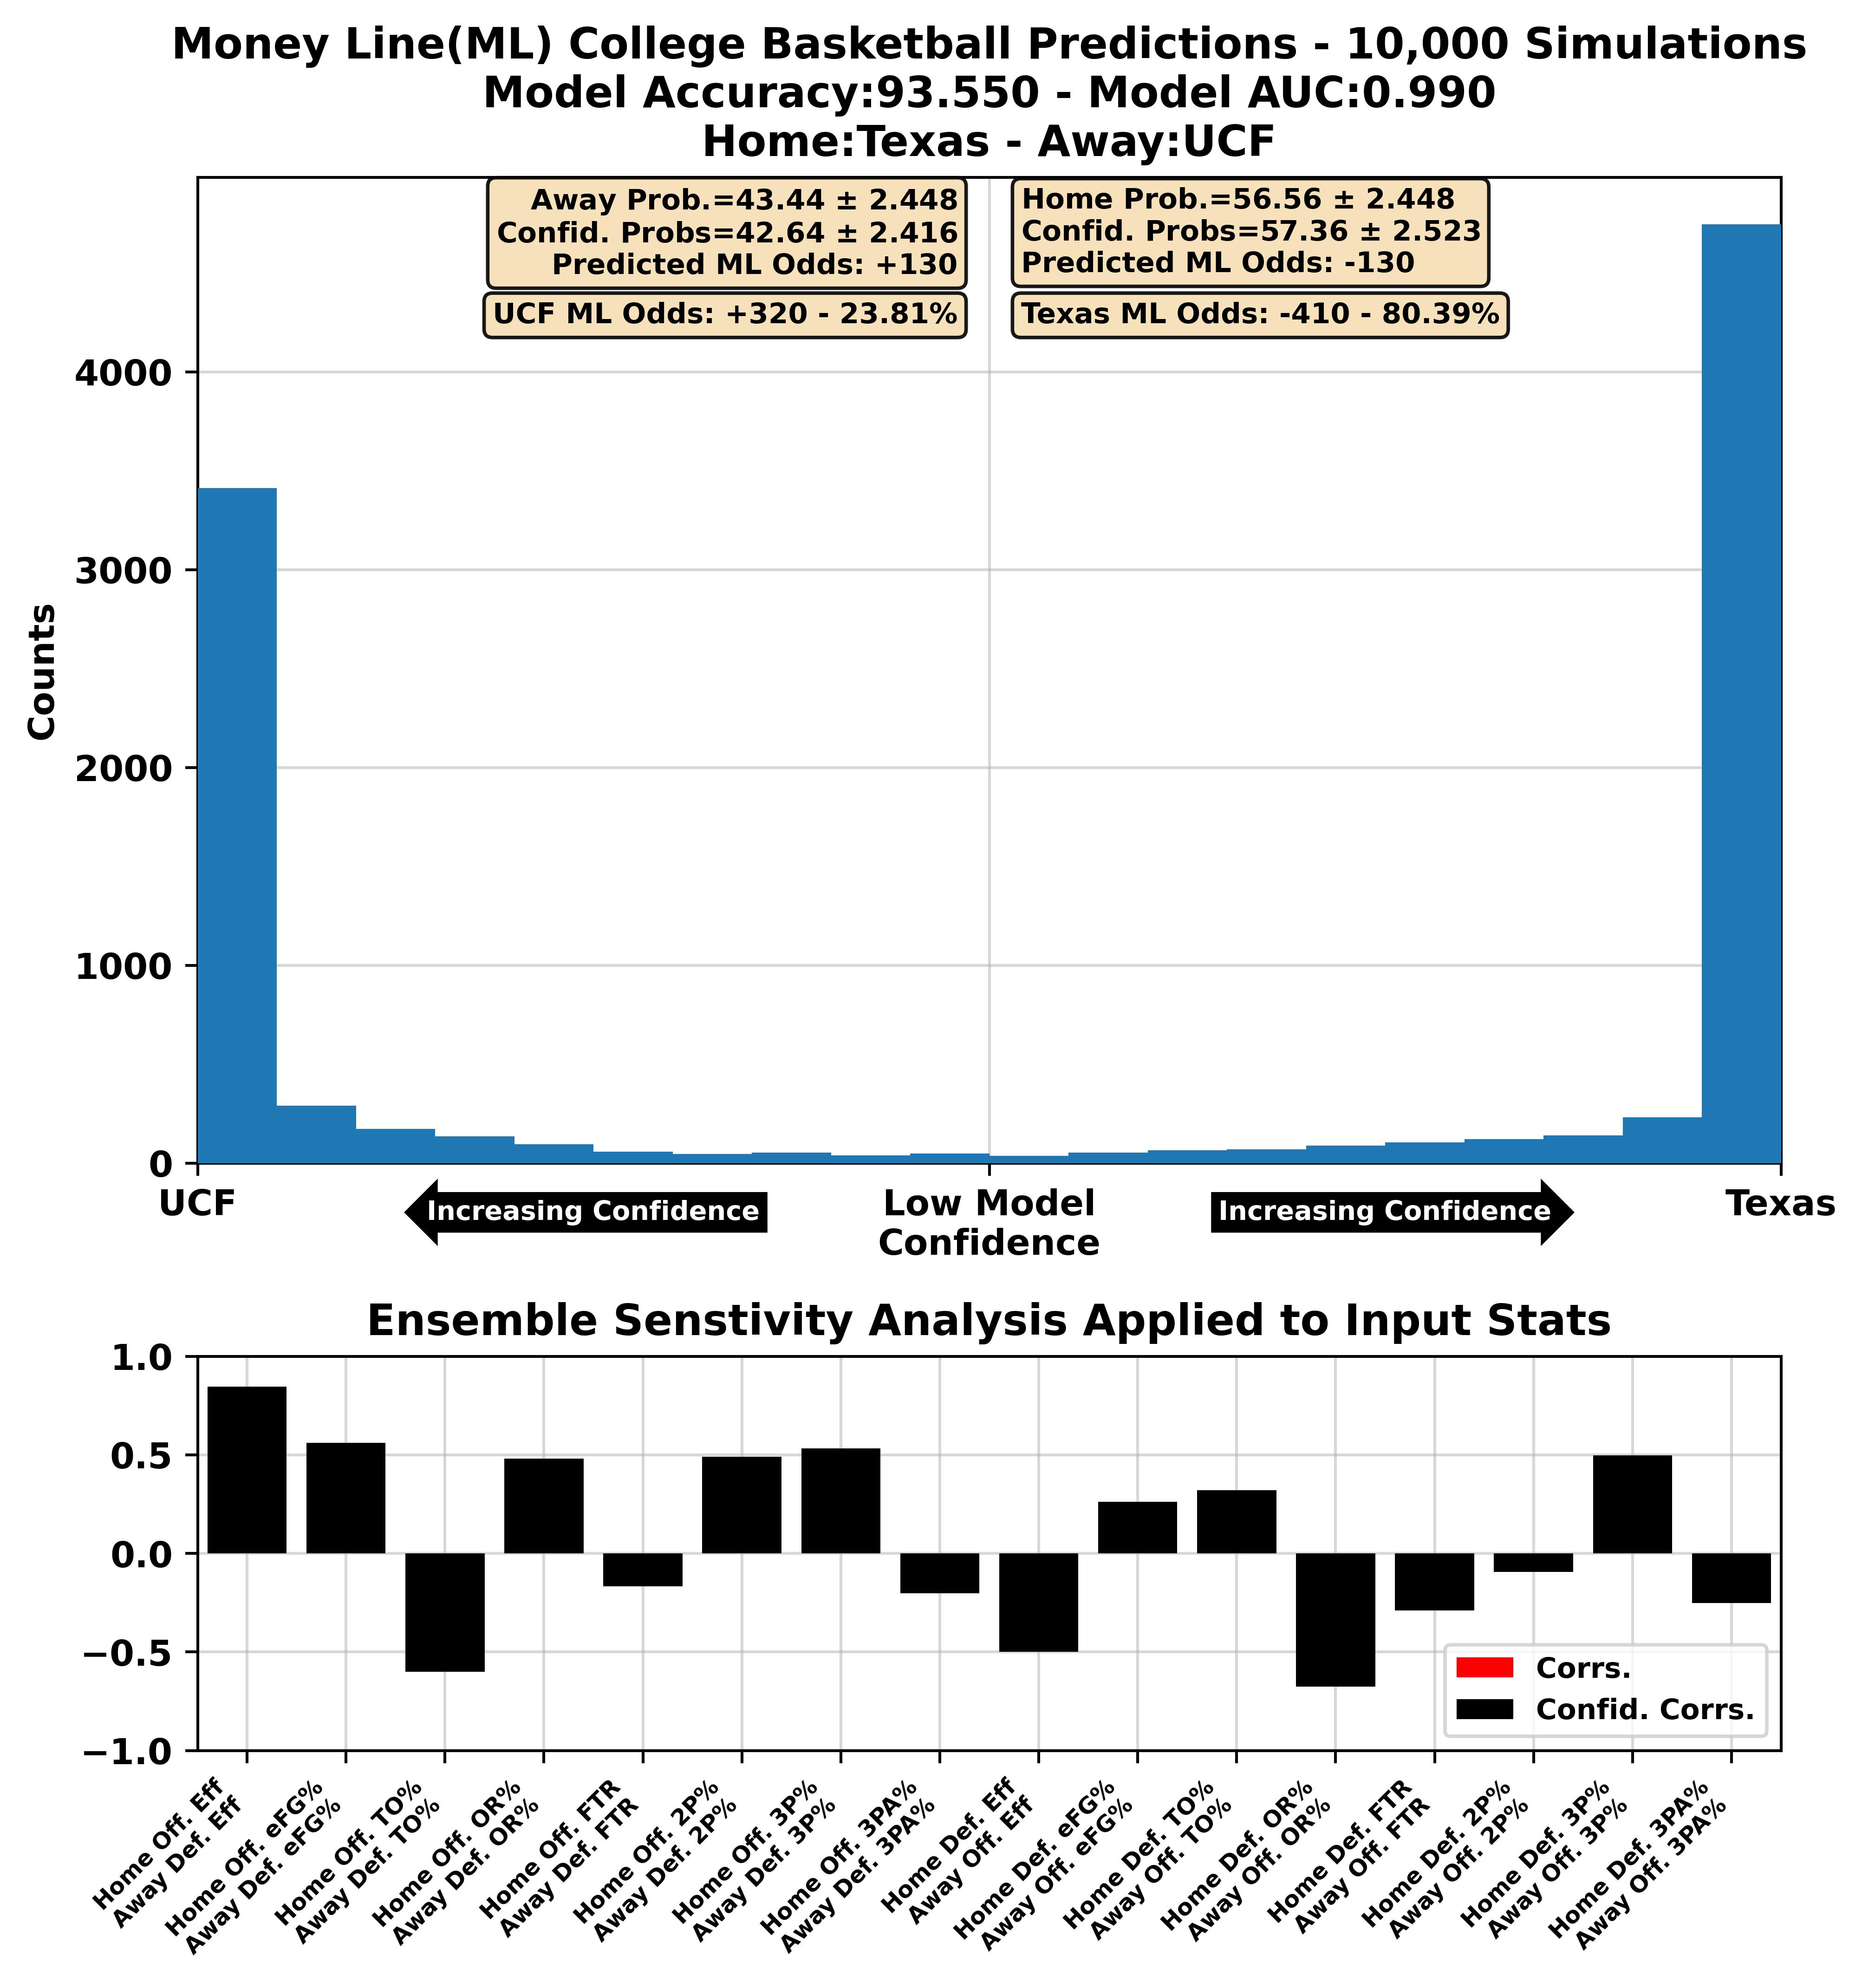 Money Line(ML) College Basketball Predictions - 10,000 Simulations
Model Accuracy:93.550 - Model AUC:0.990
Home:Texas - Away:UCF
Away Prob.=43.44 ± 2.448
Confid. Probs=42.64 ± 2.416
Predicted ML Odds: +130
UCF ML Odds: +320 - 23.81%
Home Prob.=56.56 ± 2.448
Confid. Probs=57.36 ± 2.523
Predicted ML Odds: -130
Texas ML Odds: -410 - 80.39%
4000
3000
2000
1000
0
Counts
UCF
Increasing Confidence
Low Model
Confidence
Increasing Confidence
Texas
Ensemble Senstivity Analysis Applied to Input Stats
1.0
0.5
0.0
−0.5
−1.0
Corrs.
Confid. Corrs.
Home Off. Eff
Away Def. Eff
Home Off. eFG%
Away Def. eFG%
Home Off. TO%
Away Def. TO%
Home Off. OR%
Away Def. OR%
Home Off. FTR
Away Def. FTR
Home Off. 2P%
Away Def. 2P%
Home Off. 3P%
Away Def. 3P%
Home Off. 3PA%
Away Def. 3PA%
Home Def. Eff
Away Off. Eff
Home Def. eFG%
Away Off. eFG%
Home Def. TO%
Away Off. TO%
Home Def. OR%
Away Off. OR%
Home Def. FTR
Away Off. FTR
Home Def. 2P%
Away Off. 2P%
Home Def. 3P%
Away Off. 3P%
Home Def. 3PA%
Away Off. 3PA%